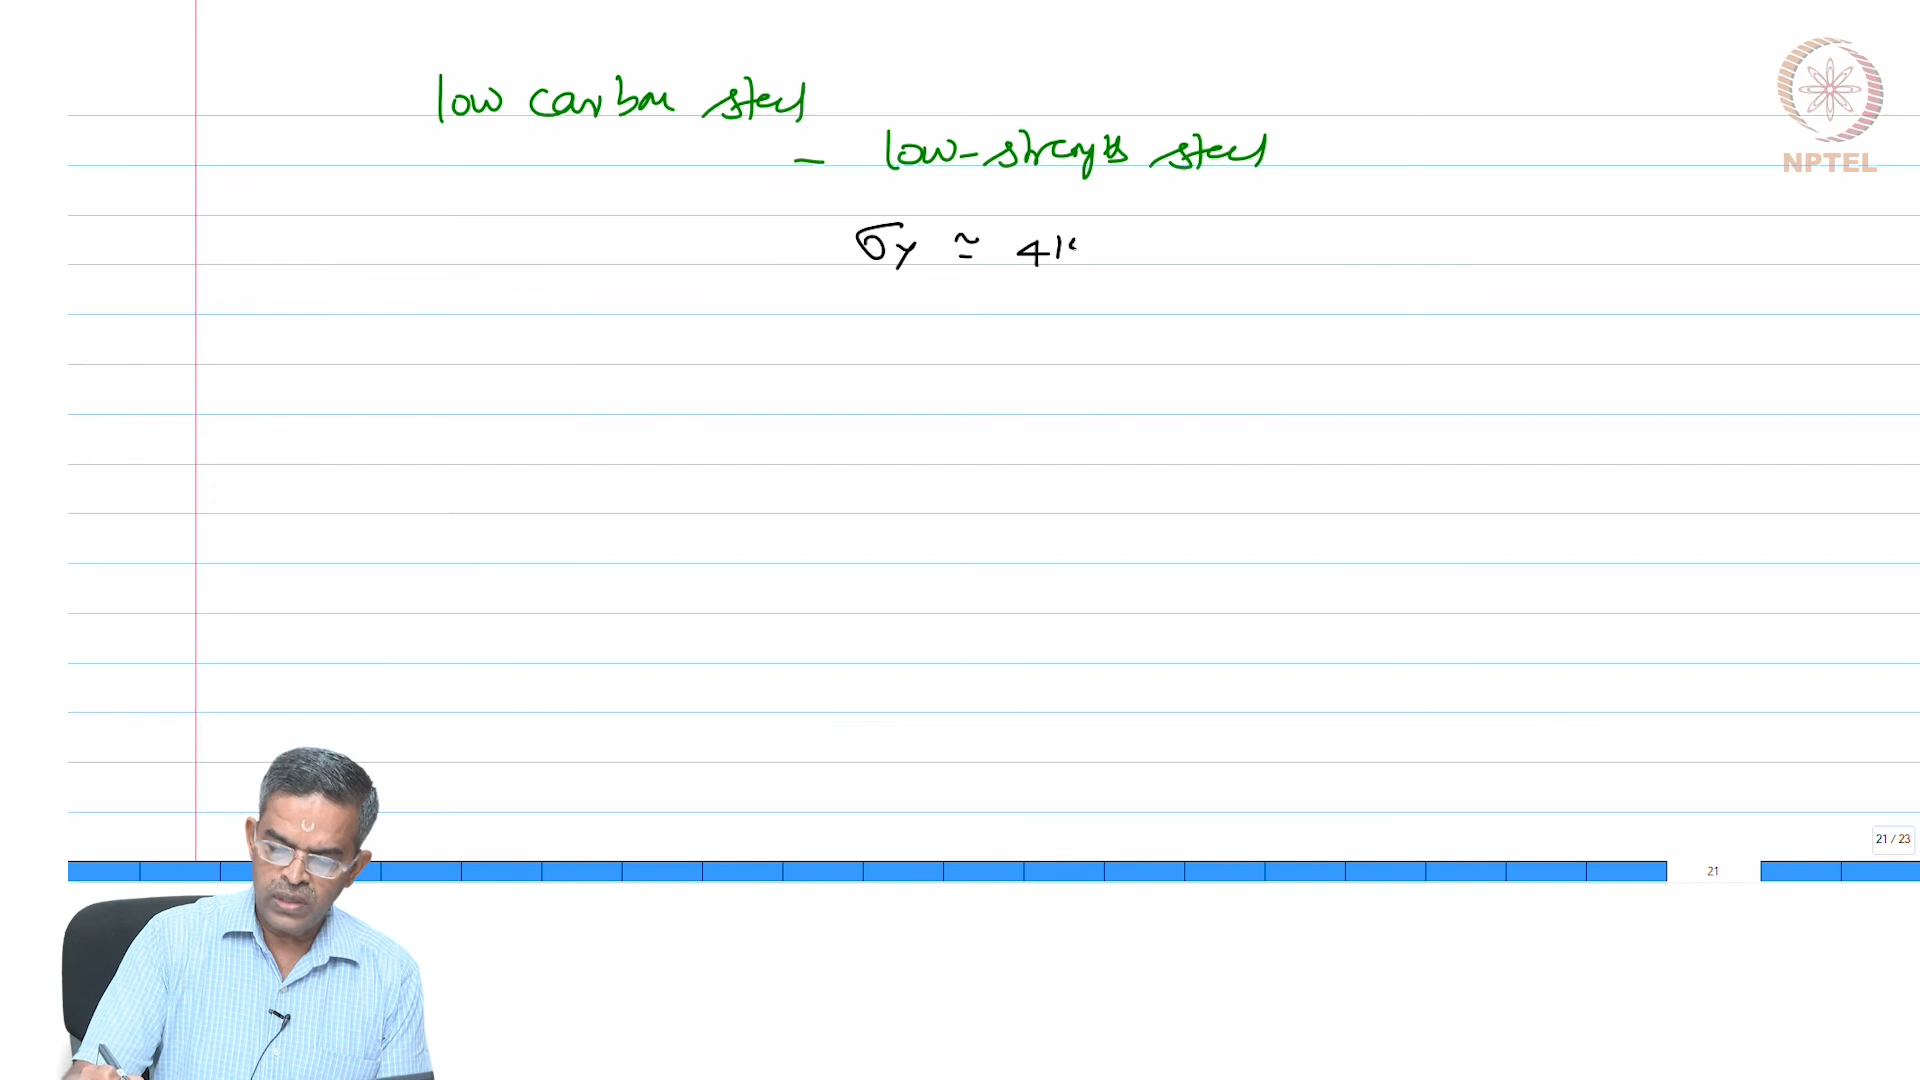 low carbon steel
NPTEL
- low-strength steel
σy ≅ 41
21 / 23
21